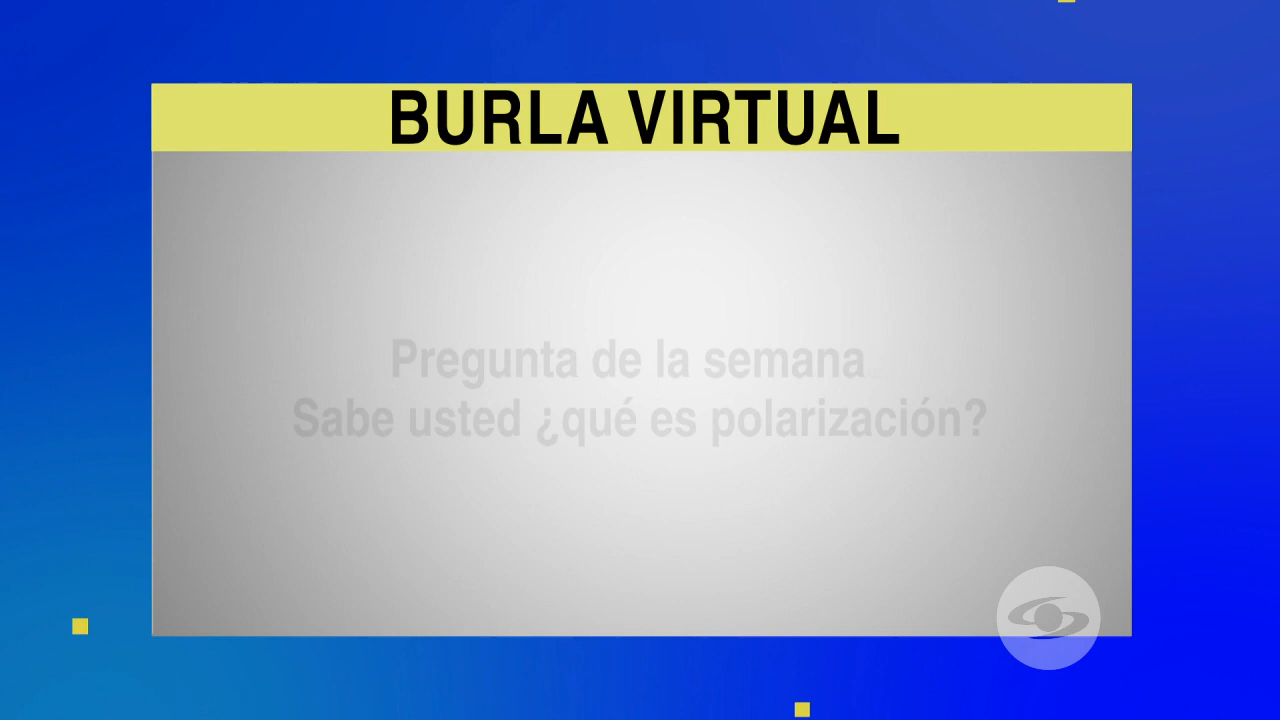 BURLA VIRTUAL
Pregunta de la semana
Sabe usted ¿qué es polarización?